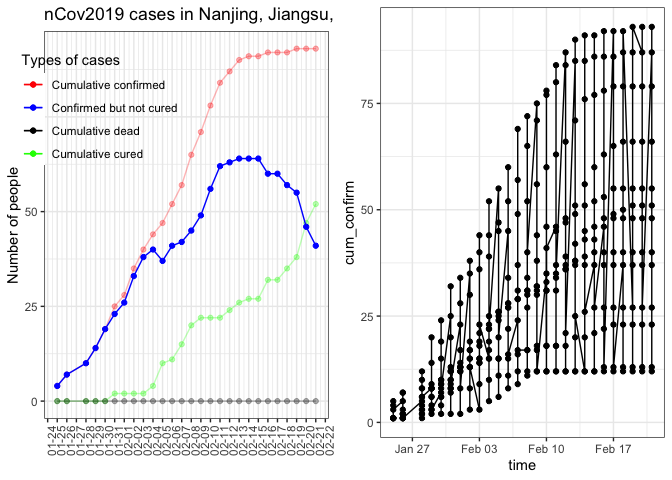 nCov2019 cases in Nanjing, Jiangsu,
Types of cases
Cumulative confirmed
Confirmed but not cured
Cumulative dead
Cumulative cured
Number of people
50
25
0
01-24
01-25
01-26
01-27
01-28
01-29
01-30
01-31
02-01
02-02
02-03
02-04
02-05
02-06
02-07
02-08
02-09
02-10
02-11
02-12
02-13
02-14
02-15
02-16
02-17
02-18
02-19
02-20
02-21
02-22
cum_confirm
75
50
25
0
Jan 27
Feb 03
Feb 10
Feb 17
time